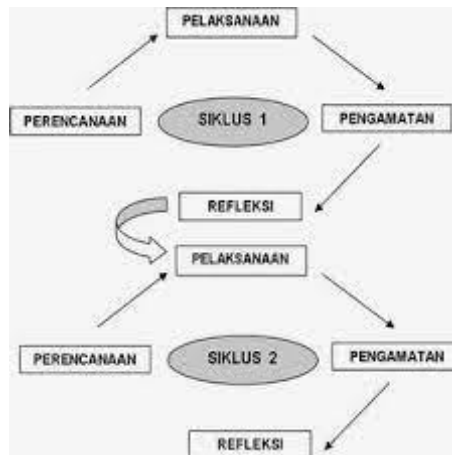 PELAKSANAAN
PERENCANAAN
SIKLUS 1
PENGAMATAN
REFLEKSI
PELAKSANAAN
PERENCANAAN
SIKLUS 2
PENGAMATAN
REFLEKSI